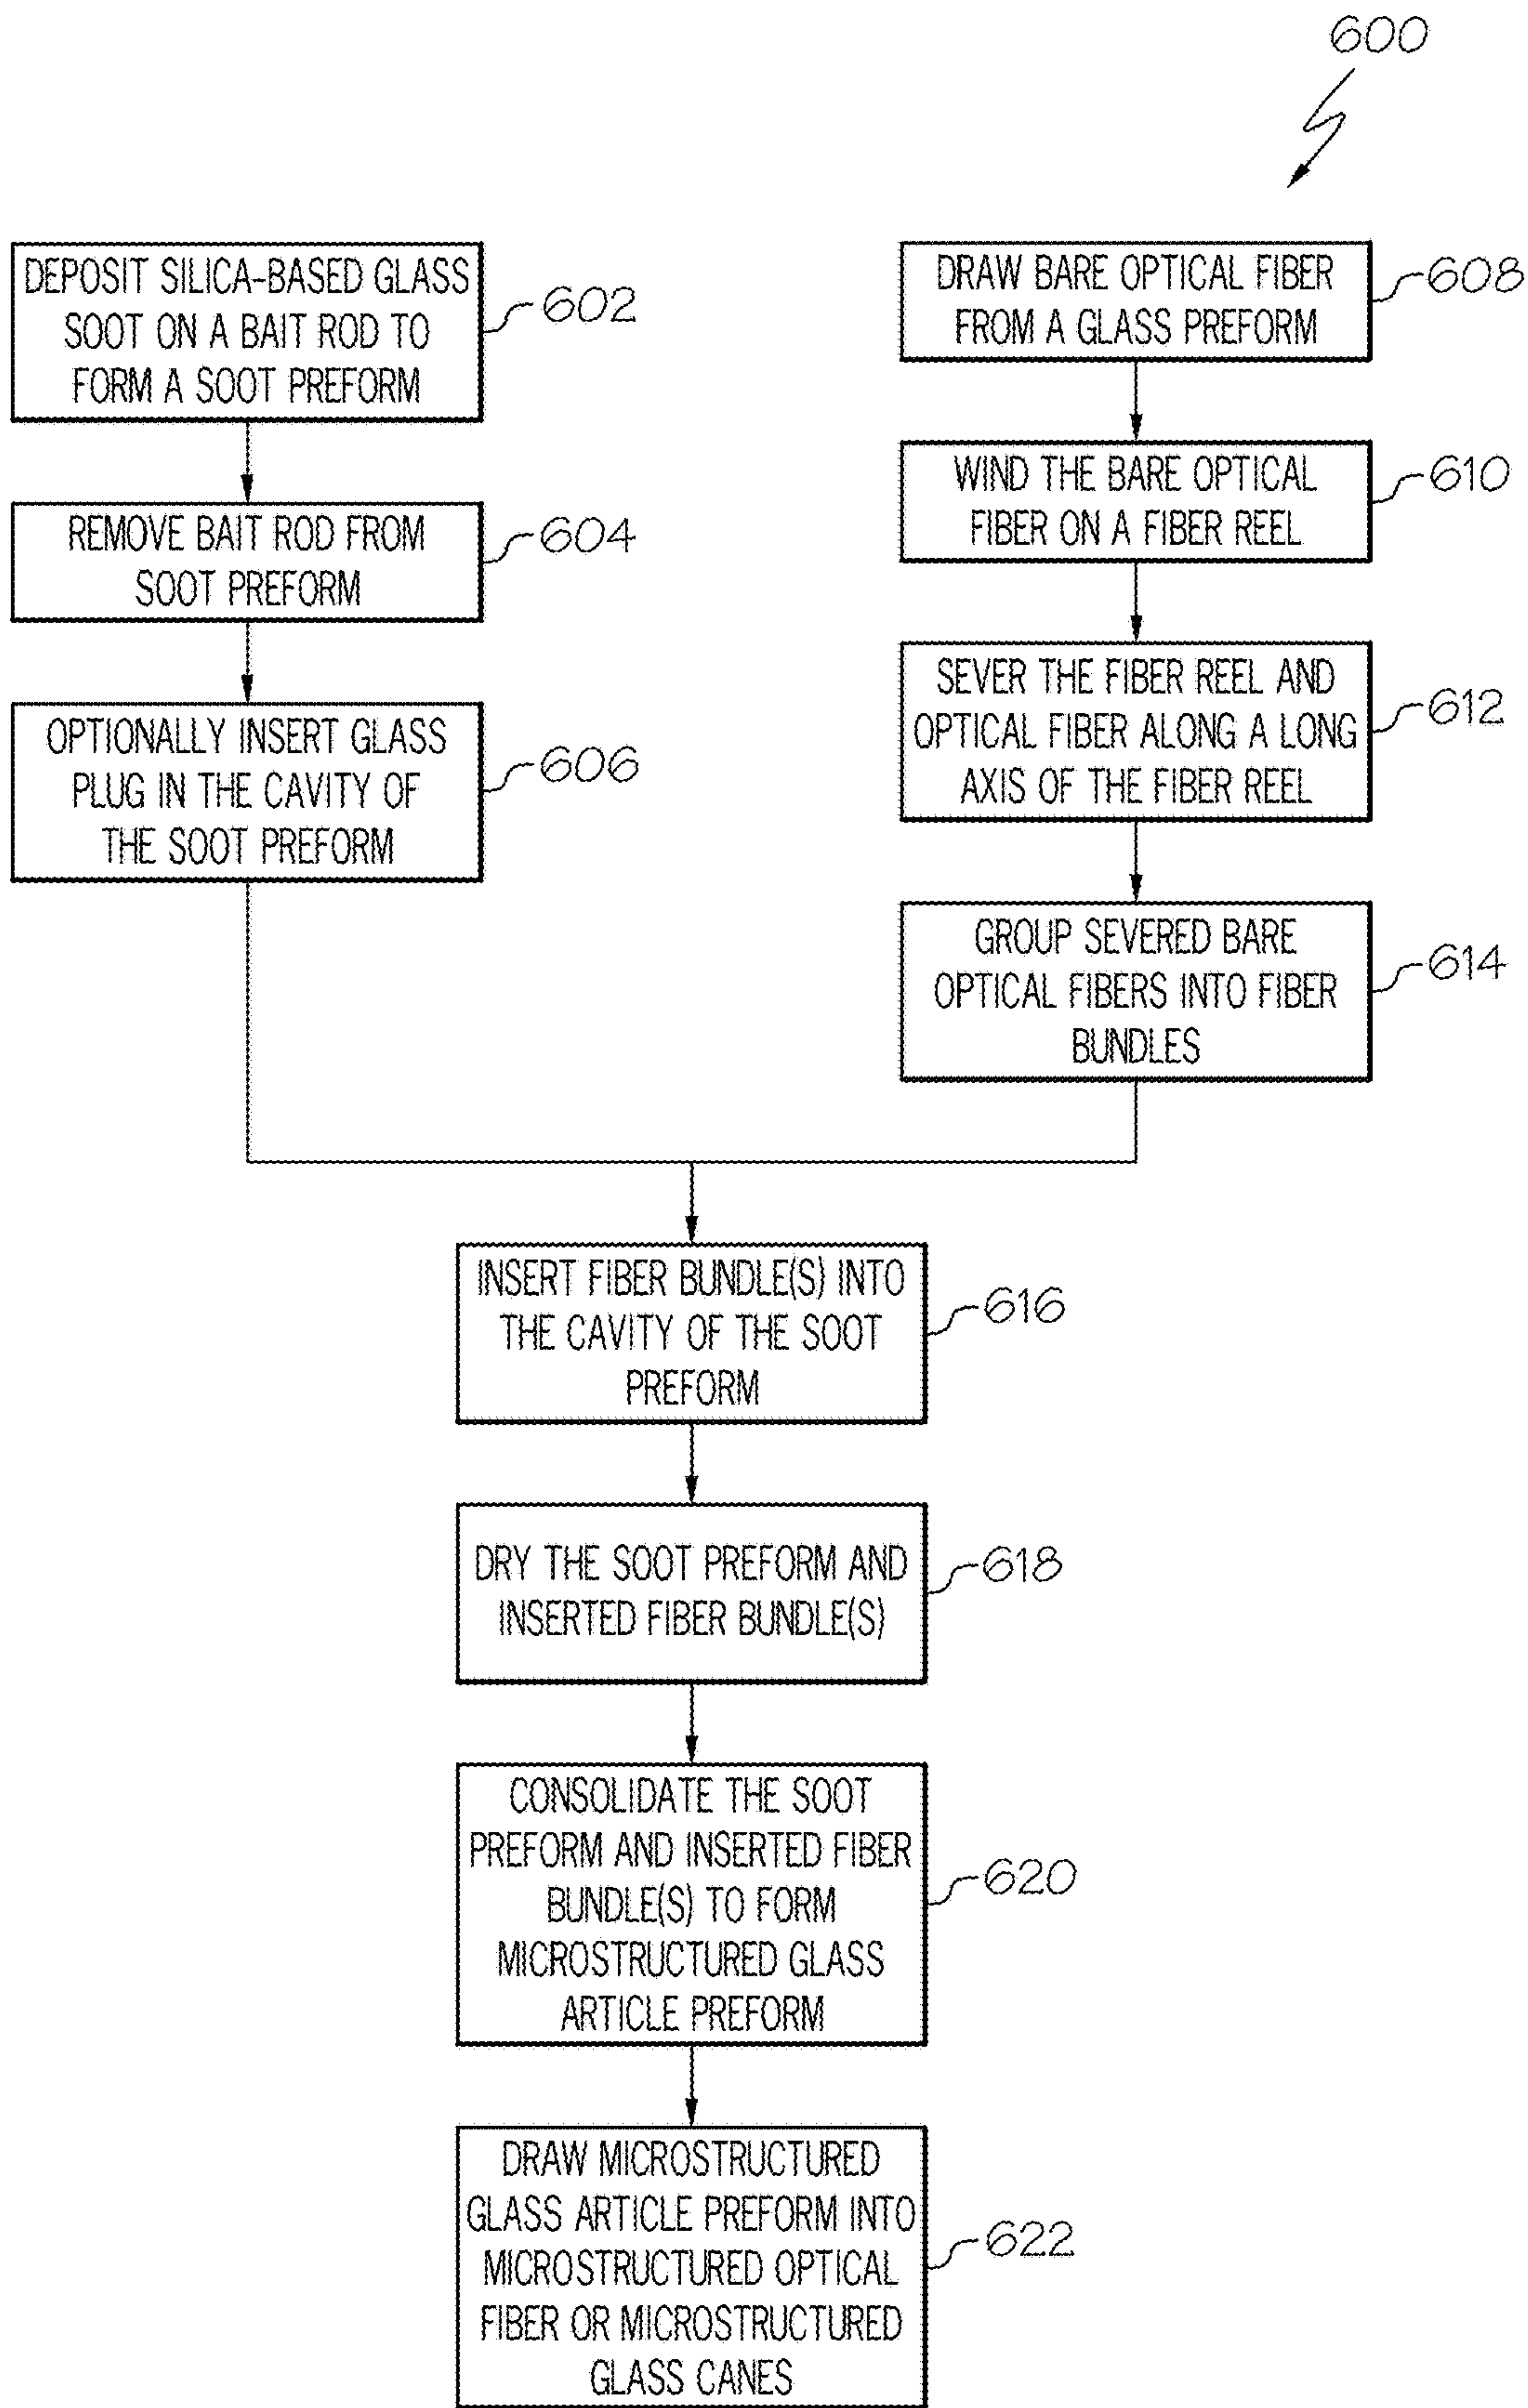 600
DEPOSIT SILICA-BASED GLASS
SOOT ON A BAIT ROD TO
FORM A SOOT PREFORM
602
REMOVE BAIT ROD FROM
SOOT PREFORM
604
OPTIONALLY INSERT GLASS
PLUG IN THE CAVITY OF
THE SOOT PREFORM
606
DRAW BARE OPTICAL FIBER
FROM A GLASS PREFORM
608
WIND THE BARE OPTICAL
FIBER ON A FIBER REEL
610
SEVER THE FIBER REEL AND
OPTICAL FIBER ALONG A LONG
AXIS OF THE FIBER REEL
612
GROUP SEVERED BARE
OPTICAL FIBERS INTO FIBER
BUNDLES
614
INSERT FIBER BUNDLE(S) INTO
THE CAVITY OF THE SOOT
PREFORM
616
DRY THE SOOT PREFORM AND
INSERTED FIBER BUNDLE(S)
618
CONSOLIDATE THE SOOT
PREFORM AND INSERTED FIBER
BUNDLE(S) TO FORM
MICROSTRUCTURED GLASS
ARTICLE PREFORM
620
DRAW MICROSTRUCTURED
GLASS ARTICLE PREFORM INTO
MICROSTRUCTURED OPTICAL
FIBER OR MICROSTRUCTURED
GLASS CANES
622